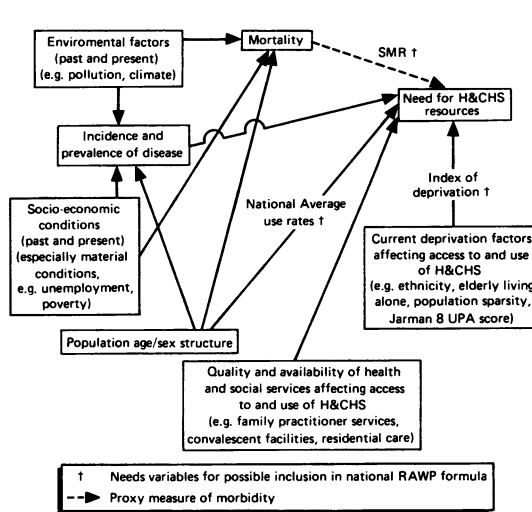 Enviromental factors
(past and present)
(e.g. pollution, climate)
Mortality
SMR †
Need for H&CHS
resources
Incidence and
prevalence of disease
Index of
deprivation †
National Average
use rates †
Socio-economic
conditions
(past and present)
(especially material
conditions,
e.g. unemployment,
poverty)
Current deprivation factors
affecting access to and use
of H&CHS
(e.g. ethnicity, elderly living
alone, population sparsity,
Jarman 8 UPA score)
Population age/sex structure
Quality and availability of health
and social services affecting access
to and use of H&CHS
(e.g. family practitioner services,
convalescent facilities, residential care)
† Needs variables for possible inclusion in national RAWP formula
Proxy measure of morbidity